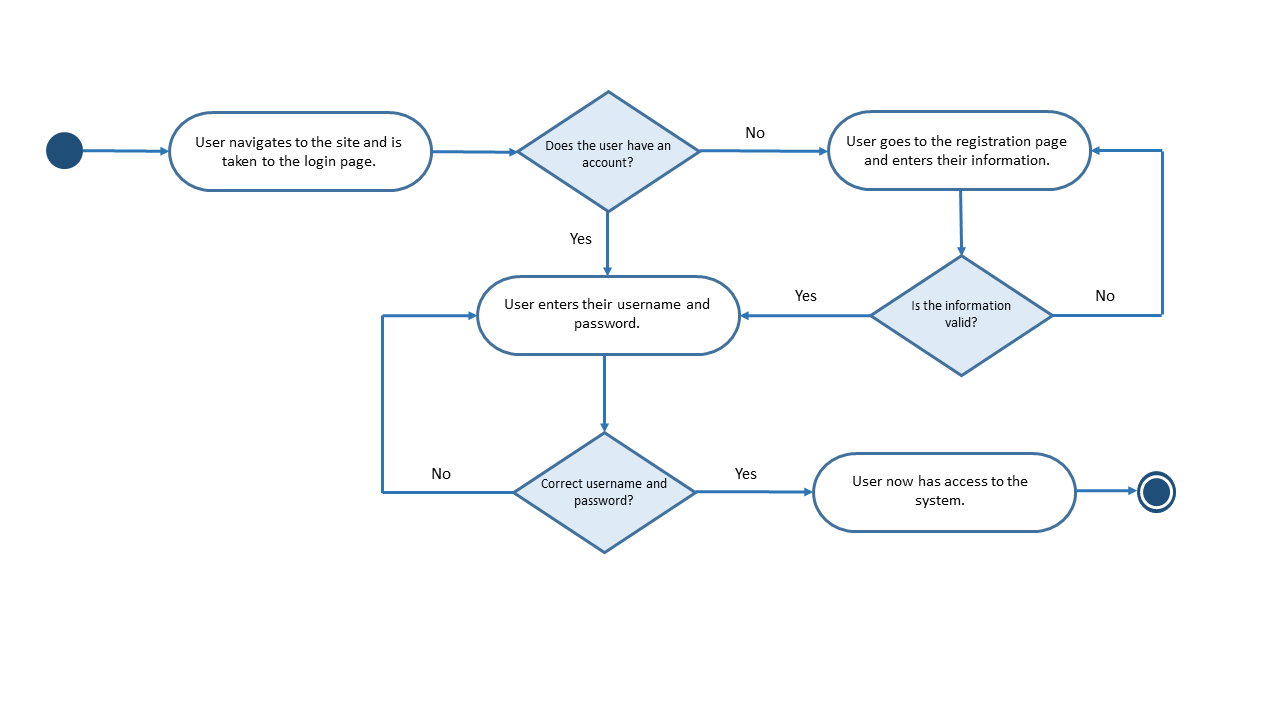 User navigates to the site and is
taken to the login page.
Does the user have an
account?
No
User goes to the registration page
and enters their information.
Yes
User enters their username and
password.
Yes
Is the information
valid?
No
No
Correct username and
password?
Yes
User now has access to the
system.